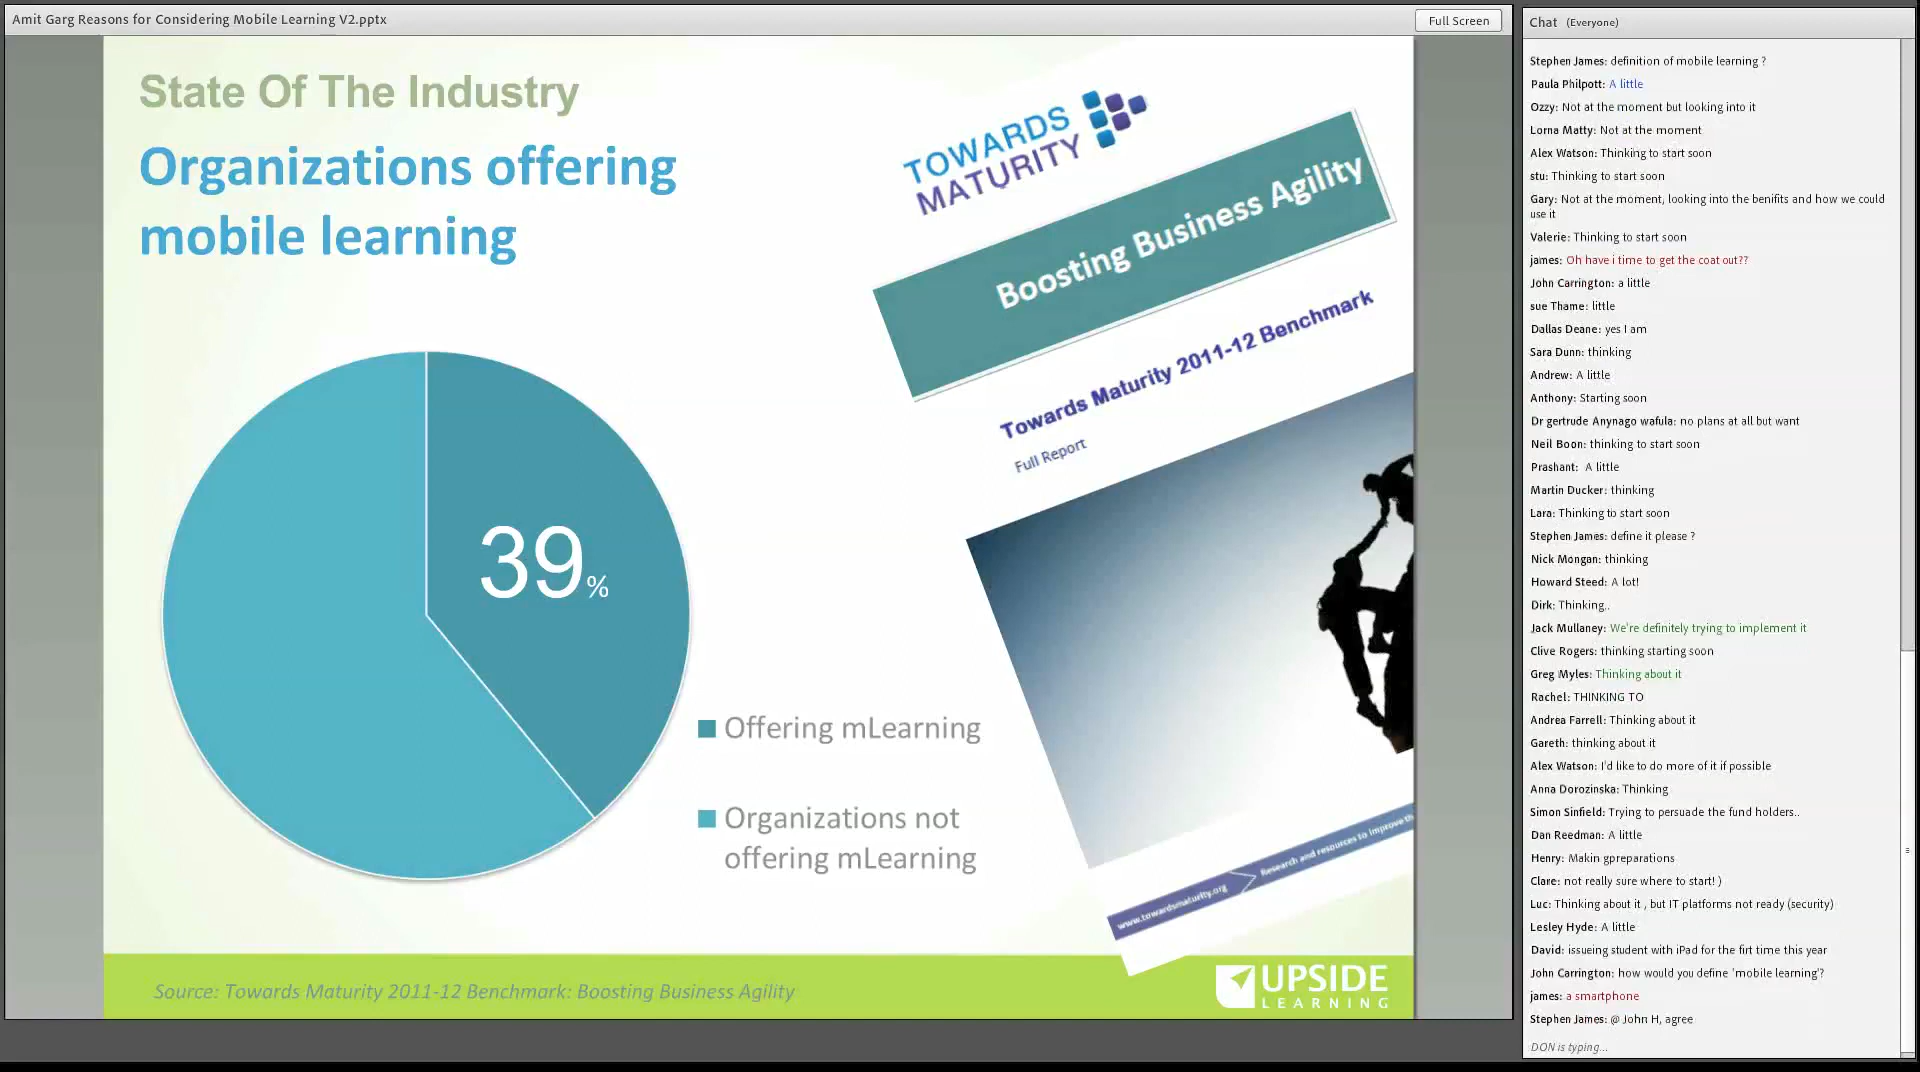 Amit Garg Reasons for Considering Mobile Learning V2.pptx
Full Screen
State Of The Industry
Organizations offering
mobile learning
39%
Offering mLearning
Organizations not
offering mLearning
TOWARDS
MATURITY
Boosting Business Agility
Towards Maturity 2011-12 Benchmark
Full Report
www.towardsmaturity.org
Research and resources to improve th
Source: Towards Maturity 2011-12 Benchmark: Boosting Business Agility
UPSIDE
LEARNING
Chat (Everyone)
Stephen James: definition of mobile learning ?
Paula Philpott: A little
Ozzy: Not at the moment but looking into it
Lorna Matty: Not at the moment
Alex Watson: Thinking to start soon
stu: Thinking to start soon
Gary: Not at the moment, looking into the benifits and how we could
use it
Valerie: Thinking to start soon
james: Oh have i time to get the coat out??
John Carrington: a little
sue Thame: little
Dallas Deane: yes I am
Sara Dunn: thinking
Andrew: A little
Anthony: Starting soon
Dr gertrude Anynago wafula: no plans at all but want
Neil Boon: thinking to start soon
Prashant: A little
Martin Ducker: thinking
Lara: Thinking to start soon
Stephen James: define it please ?
Nick Mongan: thinking
Howard Steed: A lot!
Dirk: Thinking..
Jack Mullaney: We're definitely trying to implement it
Clive Rogers: thinking starting soon
Greg Myles: Thinking about it
Rachel: THINKING TO
Andrea Farrell: Thinking about it
Gareth: thinking about it
Alex Watson: I'd like to do more of it if possible
Anna Dorozinska: Thinking
Simon Sinfield: Trying to persuade the fund holders..
Dan Reedman: A little
Henry: Makin gpreparations
Clare: not really sure where to start! )
Luc: Thinking about it , but IT platforms not ready (security)
Lesley Hyde: A little
David: issueing student with iPad for the firt time this year
John Carrington: how would you define 'mobile learning'?
james: a smartphone
Stephen James: @ John H, agree
DON is typing...